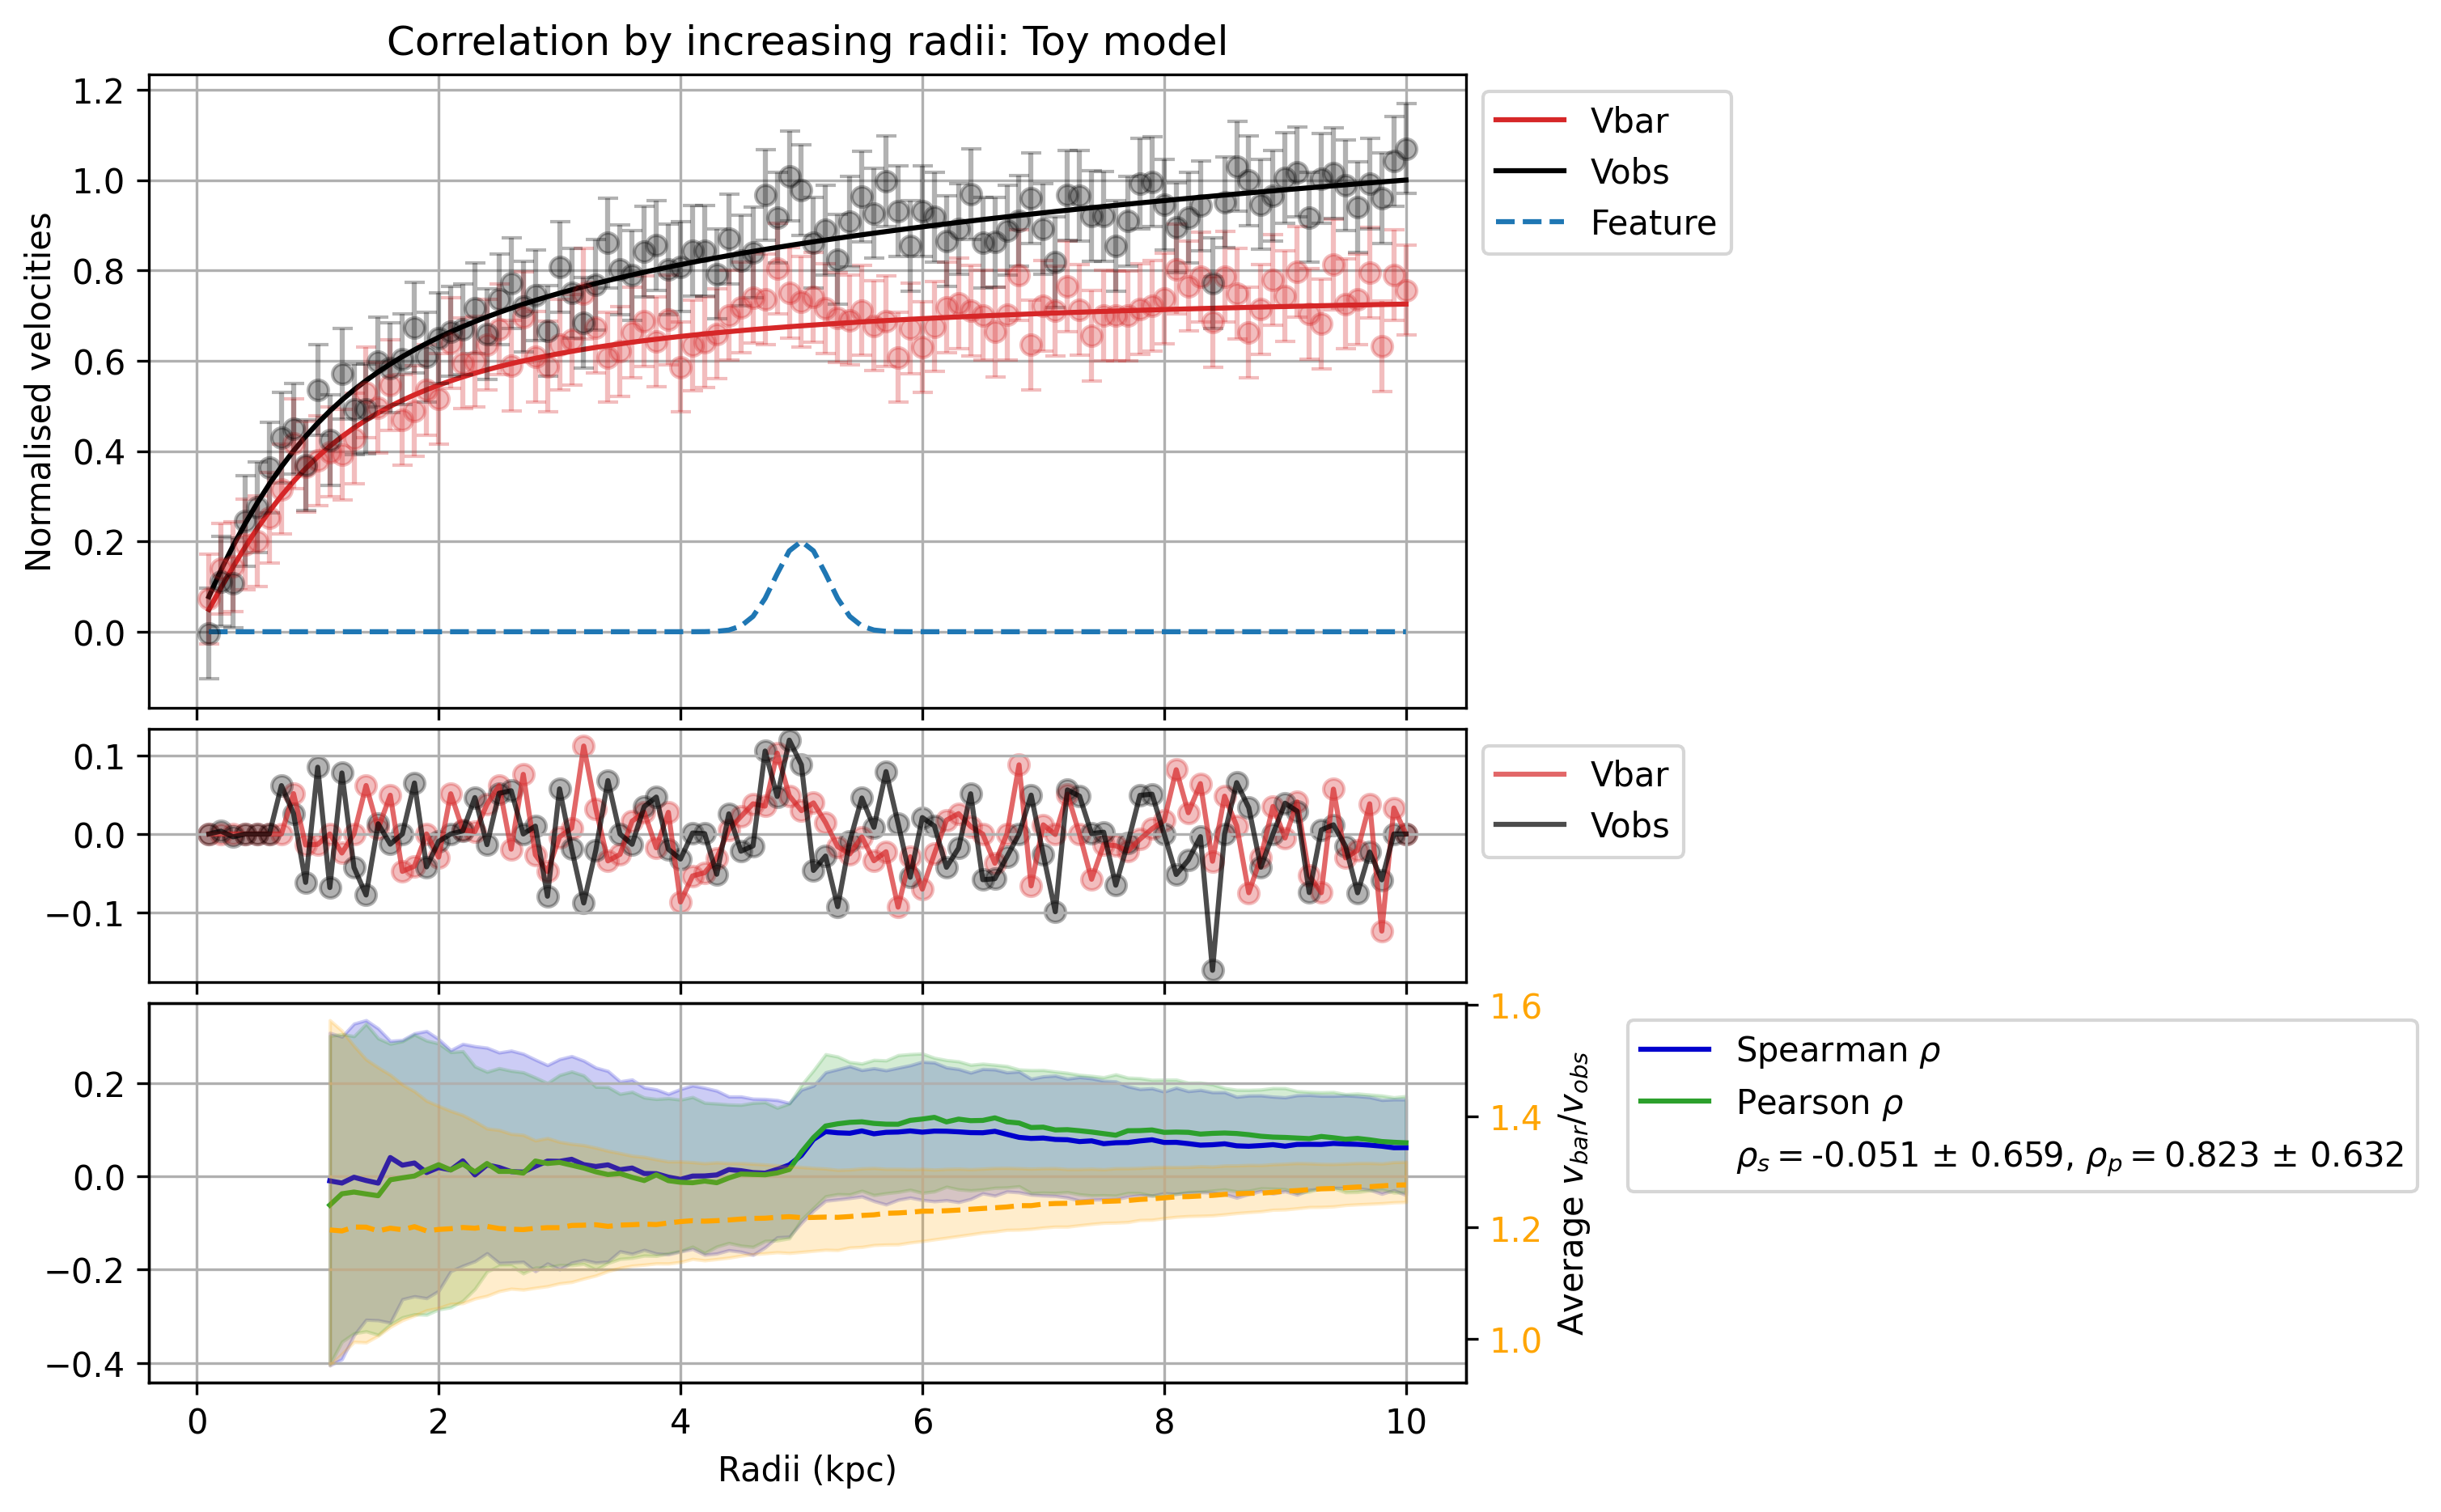 Correlation by increasing radii: Toy model
Normalised velocities
1.2
1.0
0.8
0.6
0.4
0.2
0.0
Vbar
Vobs
Feature
0.1
0.0
−0.1
Vbar
Vobs
0.2
0.0
−0.2
−0.4
1.6
1.4
1.2
1.0
Average v_bar/v_obs
Spearman ρ
Pearson ρ
ρ_s = -0.051 ± 0.659, ρ_p = 0.823 ± 0.632
0 2 4 6 8 10
Radii (kpc)